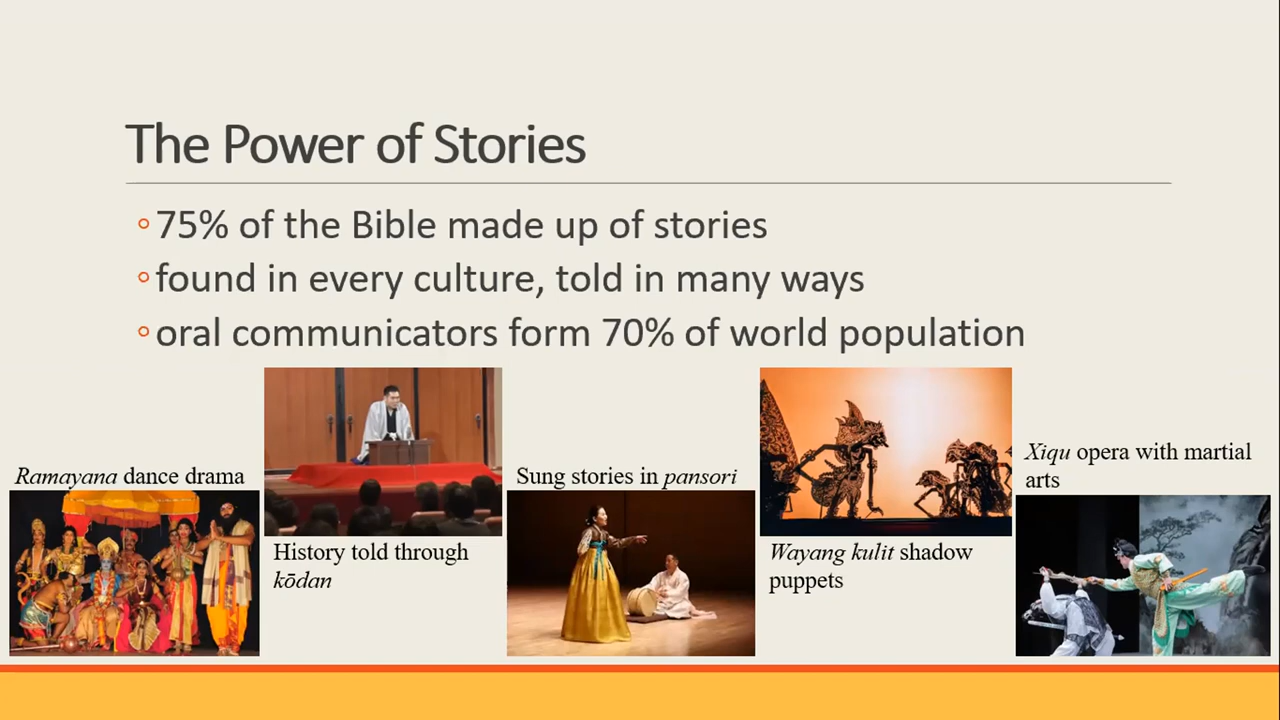 The Power of Stories
75% of the Bible made up of stories
found in every culture, told in many ways
oral communicators form 70% of world population
Ramayana dance drama
History told through
kōdan
Sung stories in pansori
Wayang kulit shadow
puppets
Xiqu opera with martial
arts